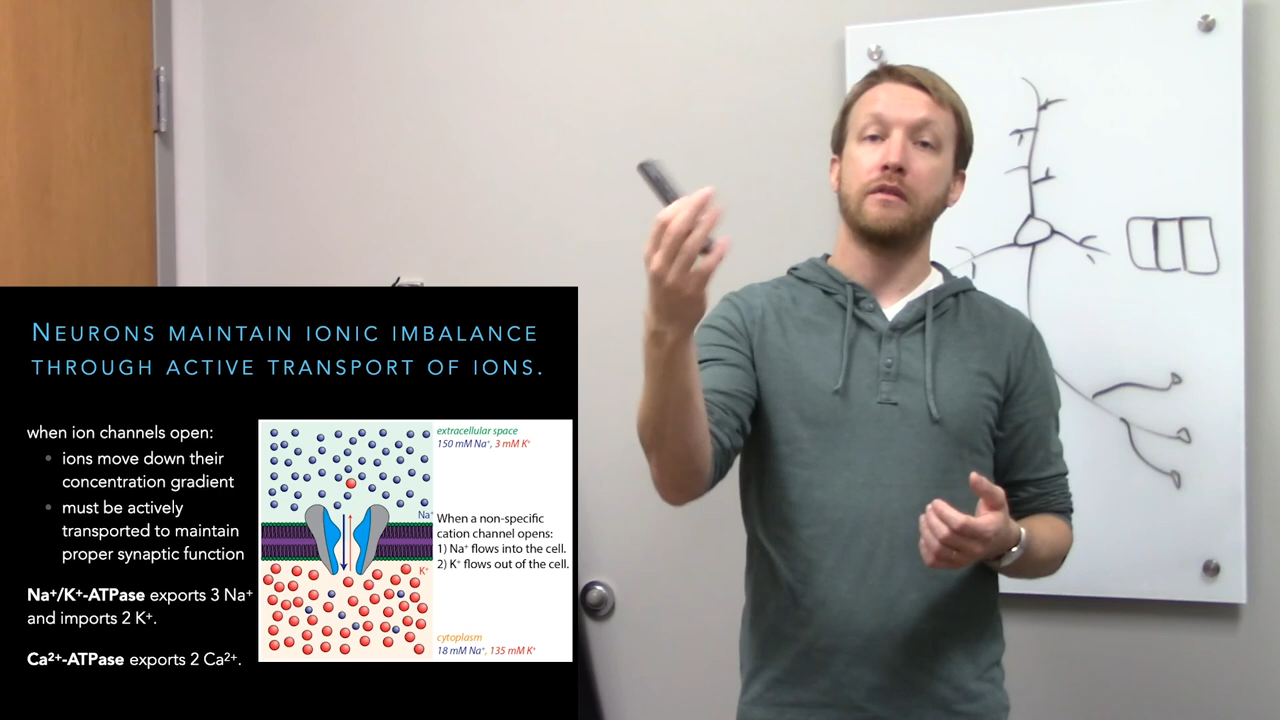 NEURONS MAINTAIN IONIC IMBALANCE
THROUGH ACTIVE TRANSPORT OF IONS.
when ion channels open:
• ions move down their
concentration gradient
• must be actively
transported to maintain
proper synaptic function
Na⁺/K⁺-ATPase exports 3 Na⁺
and imports 2 K⁺.
Ca²⁺-ATPase exports 2 Ca²⁺.
extracellular space
150 mM Na⁺, 3 mM K⁺
Na⁺
When a non-specific
cation channel opens:
1) Na⁺ flows into the cell.
2) K⁺ flows out of the cell.
K⁺
cytoplasm
18 mM Na⁺, 135 mM K⁺